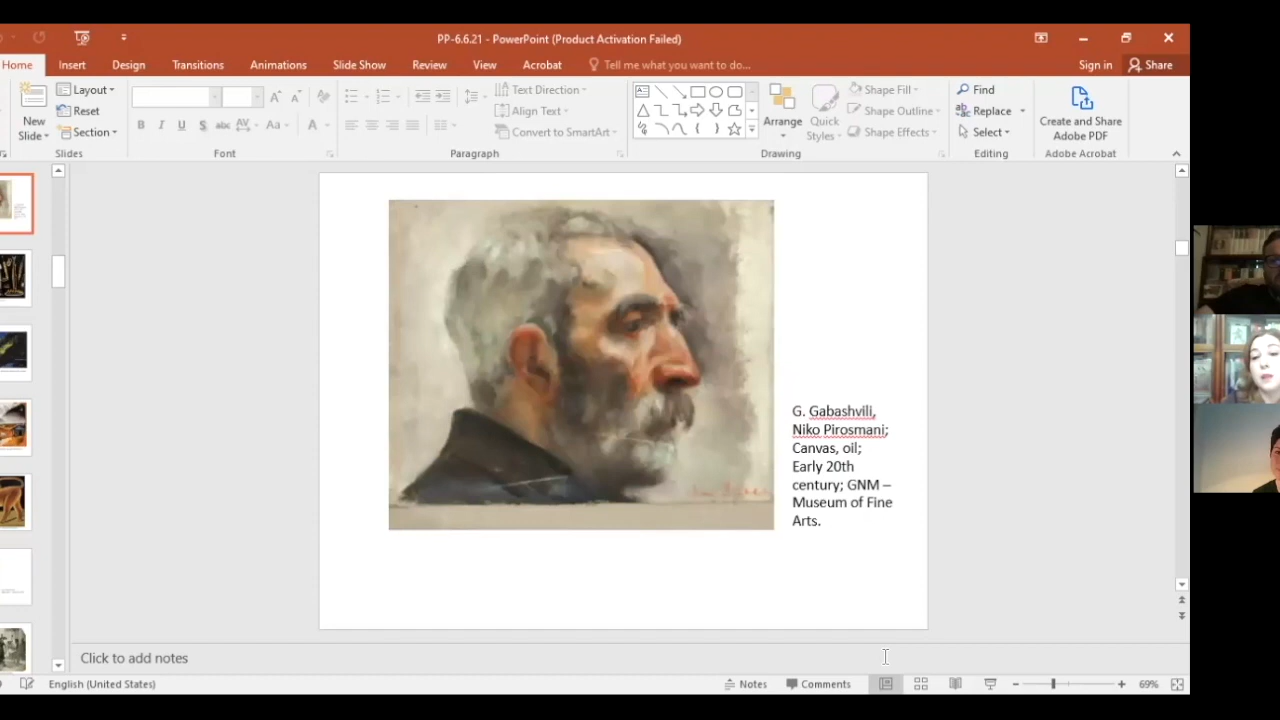 PP-6.6.21 - PowerPoint (Product Activation Failed)
Home Insert Design Transitions Animations Slide Show Review View Acrobat Tell me what you want to do... Sign in Share
New Slide
Layout
Reset
Section
Slides
B I U S abc AV Aa A
Font
Text Direction
Align Text
Convert to SmartArt
Paragraph
Arrange
Quick Styles
Shape Fill
Shape Outline
Shape Effects
Drawing
Find
Replace
Select
Editing
Create and Share
Adobe PDF
Adobe Acrobat
G. Gabashvili,
Niko Pirosmani;
Canvas, oil;
Early 20th
century; GNM –
Museum of Fine
Arts.
Click to add notes
English (United States) Notes Comments 69%